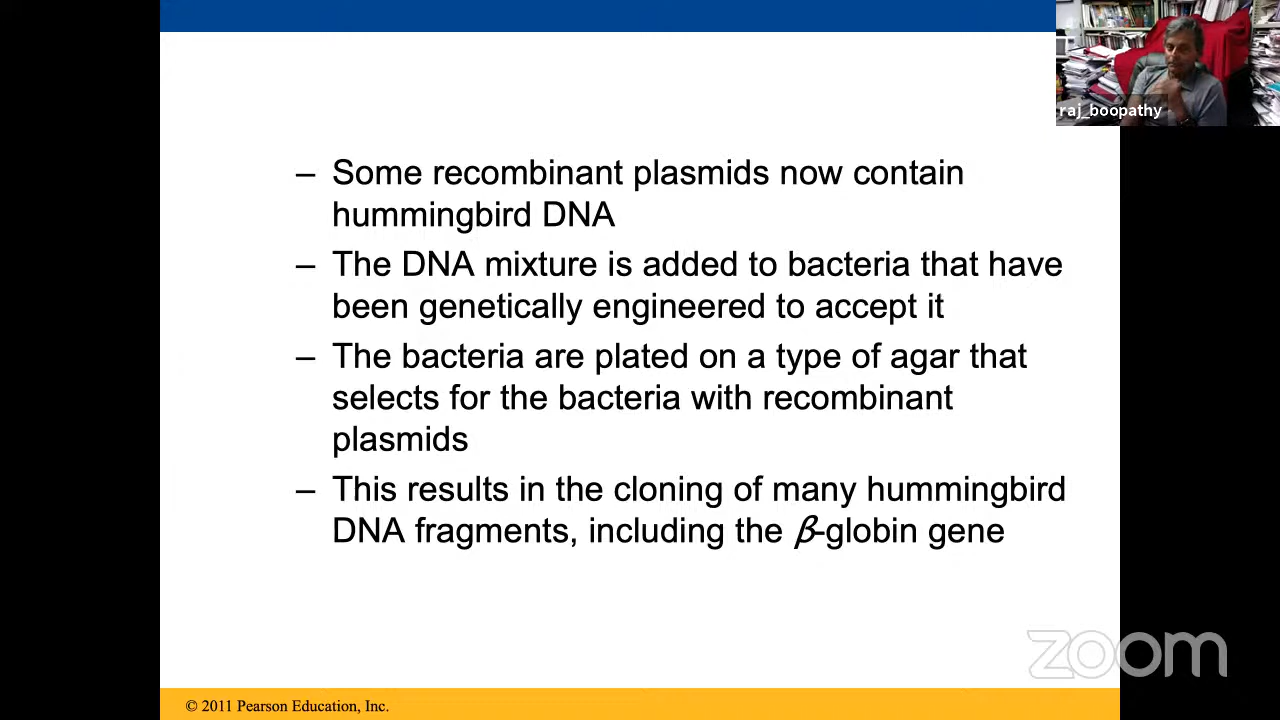 raj_boopathy
– Some recombinant plasmids now contain
hummingbird DNA
– The DNA mixture is added to bacteria that have
been genetically engineered to accept it
– The bacteria are plated on a type of agar that
selects for the bacteria with recombinant
plasmids
– This results in the cloning of many hummingbird
DNA fragments, including the β-globin gene
zoom
© 2011 Pearson Education, Inc.